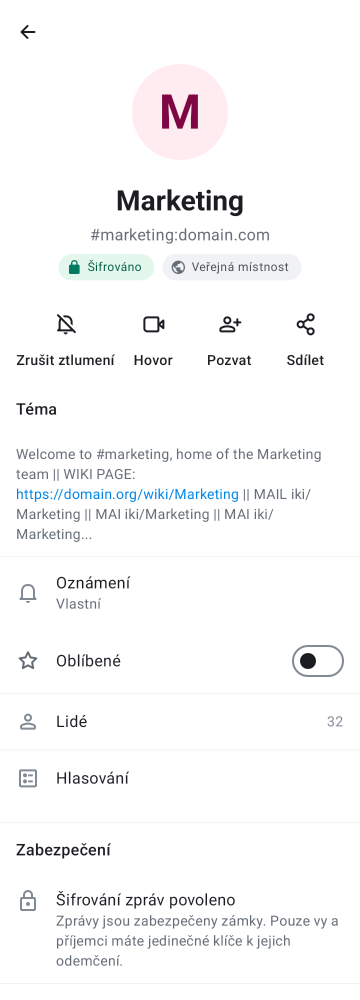 M
Marketing
#marketing:domain.com
Šifrováno
Veřejná místnost
Zrušit ztlumení
Hovor
Pozvat
Sdílet
Téma
Welcome to #marketing, home of the Marketing
team || WIKI PAGE:
https://domain.org/wiki/Marketing || MAIL iki/
Marketing || MAI iki/Marketing || MAI iki/
Marketing...
Oznámení
Vlastní
Oblíbené
Lidé
32
Hlasování
Zabezpečení
Šifrování zpráv povoleno
Zprávy jsou zabezpečeny zámky. Pouze vy a
příjemci máte jedinečné klíče k jejich
odemčení.